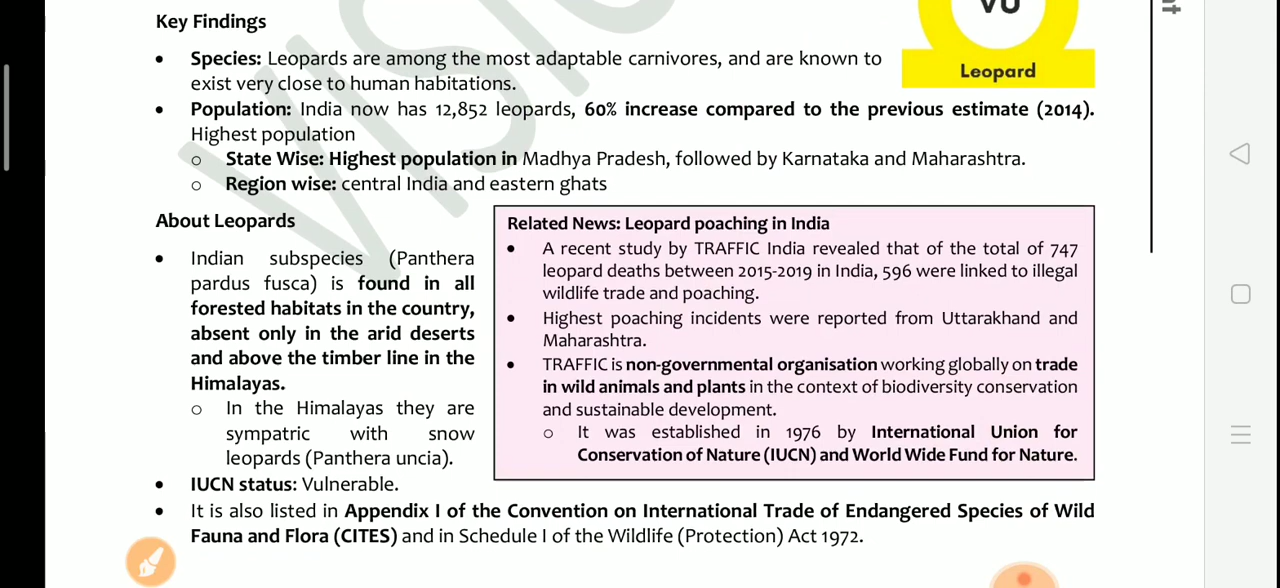 Key Findings
VU
Leopard
• Species: Leopards are among the most adaptable carnivores, and are known to
exist very close to human habitations.
• Population: India now has 12,852 leopards, 60% increase compared to the previous estimate (2014).
Highest population
o State Wise: Highest population in Madhya Pradesh, followed by Karnataka and Maharashtra.
o Region wise: central India and eastern ghats
About Leopards
• Indian subspecies (Panthera
pardus fusca) is found in all
forested habitats in the country,
absent only in the arid deserts
and above the timber line in the
Himalayas.
o In the Himalayas they are
sympatric with snow
leopards (Panthera uncia).
Related News: Leopard poaching in India
• A recent study by TRAFFIC India revealed that of the total of 747
leopard deaths between 2015-2019 in India, 596 were linked to illegal
wildlife trade and poaching.
• Highest poaching incidents were reported from Uttarakhand and
Maharashtra.
• TRAFFIC is non-governmental organisation working globally on trade
in wild animals and plants in the context of biodiversity conservation
and sustainable development.
o It was established in 1976 by International Union for
Conservation of Nature (IUCN) and World Wide Fund for Nature.
• IUCN status: Vulnerable.
• It is also listed in Appendix I of the Convention on International Trade of Endangered Species of Wild
Fauna and Flora (CITES) and in Schedule I of the Wildlife (Protection) Act 1972.